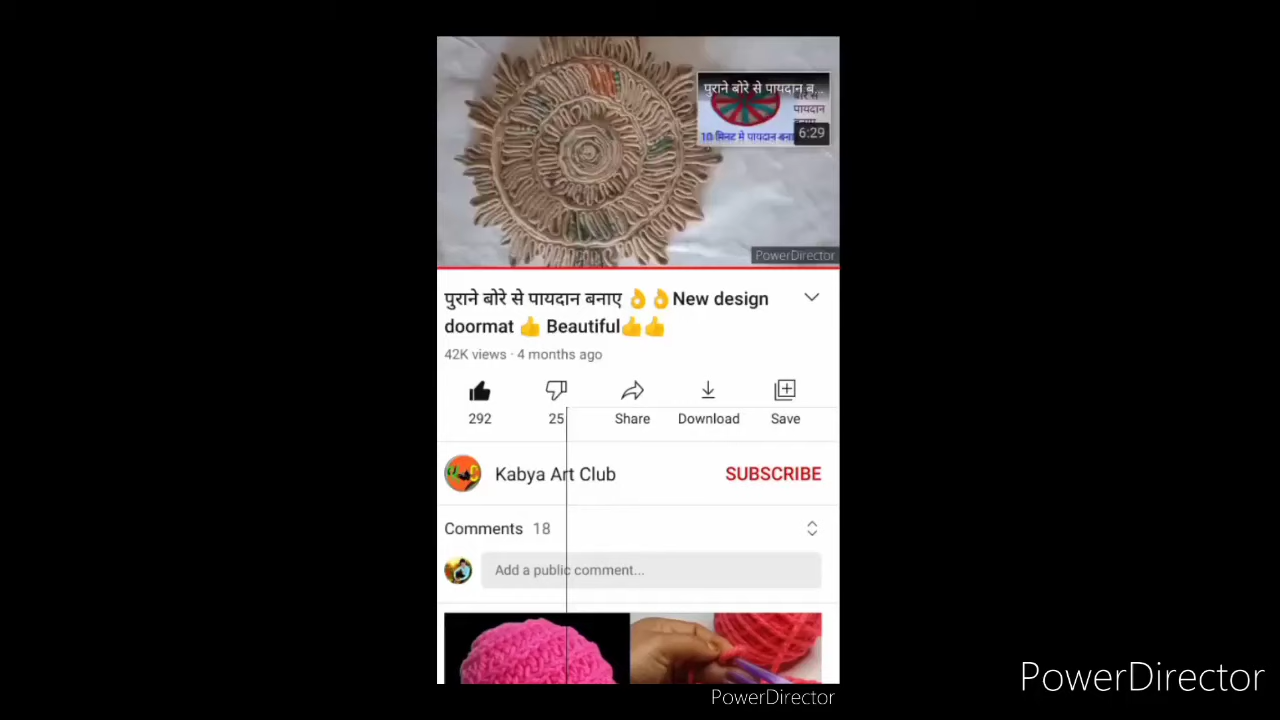 पुराने बोरे से पायदान ब...
बोरे से
पायदान
10 मिनट मे पायदान बना
6:29
PowerDirector
पुराने बोरे से पायदान बनाए 👌👌New design
doormat 👍 Beautiful👍👍
42K views · 4 months ago
292
25
Share
Download
Save
Kabya Art Club
SUBSCRIBE
Comments 18
Add a public comment...
PowerDirector
PowerDirector